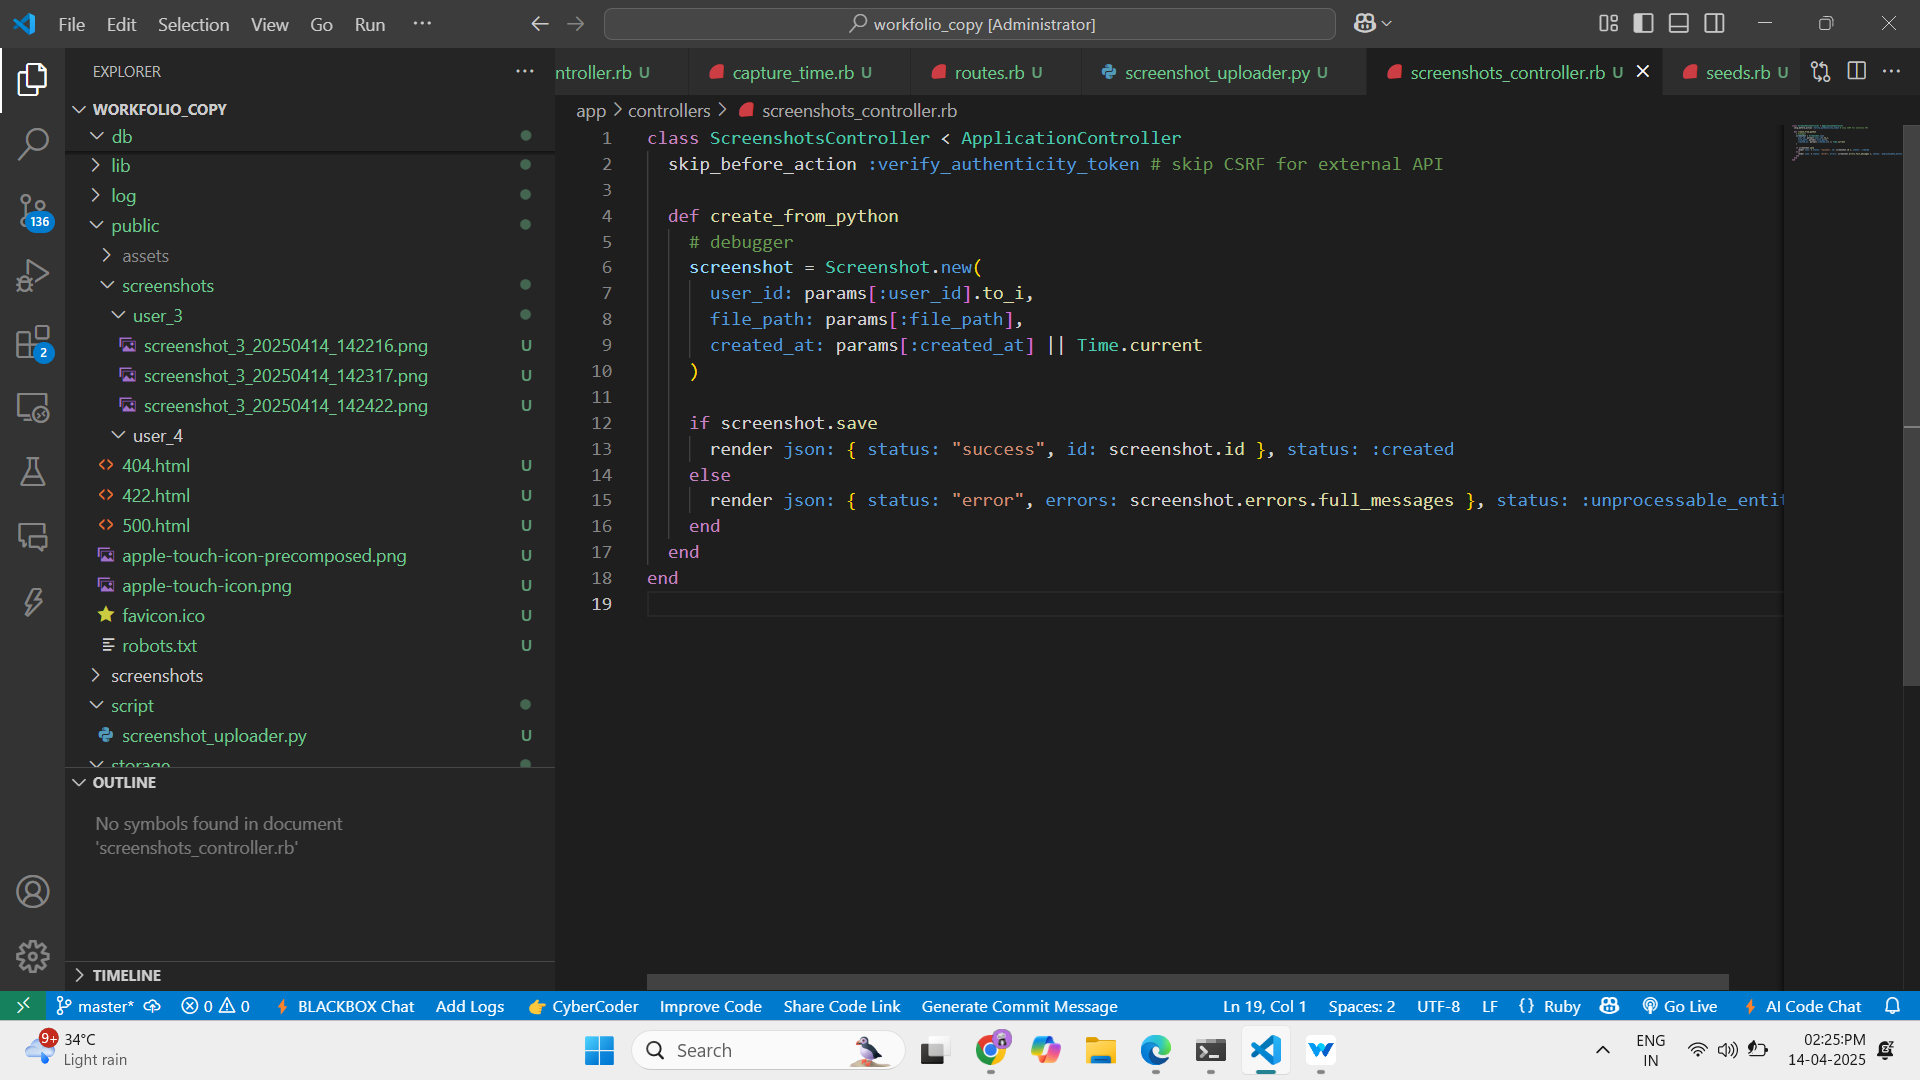 File Edit Selection View Go Run ···
workfolio_copy [Administrator]
EXPLORER
ntroller.rb U
capture_time.rb U
routes.rb U
screenshot_uploader.py U
screenshots_controller.rb U
seeds.rb U
app > controllers > screenshots_controller.rb
WORKFOLIO_COPY
db
lib
log
public
assets
screenshots
user_3
screenshot_3_20250414_142216.png U
screenshot_3_20250414_142317.png U
screenshot_3_20250414_142422.png U
user_4
404.html U
422.html U
500.html U
apple-touch-icon-precomposed.png U
apple-touch-icon.png U
favicon.ico U
robots.txt U
screenshots
script
screenshot_uploader.py U
storage
OUTLINE
No symbols found in document
'screenshots_controller.rb'
TIMELINE
136
2
1 class ScreenshotsController < ApplicationController
2 skip_before_action :verify_authenticity_token # skip CSRF for external API
3
4 def create_from_python
5 # debugger
6 screenshot = Screenshot.new(
7 user_id: params[:user_id].to_i,
8 file_path: params[:file_path],
9 created_at: params[:created_at] || Time.current
10 )
11
12 if screenshot.save
13 render json: { status: "success", id: screenshot.id }, status: :created
14 else
15 render json: { status: "error", errors: screenshot.errors.full_messages }, status: :unprocessable_entit
16 end
17 end
18 end
19
master* 0 0 BLACKBOX Chat Add Logs CyberCoder Improve Code Share Code Link Generate Commit Message Ln 19, Col 1 Spaces: 2 UTF-8 LF {} Ruby Go Live AI Code Chat
9+
34°C
Light rain
Search
ENG
IN
02:25:PM
14-04-2025